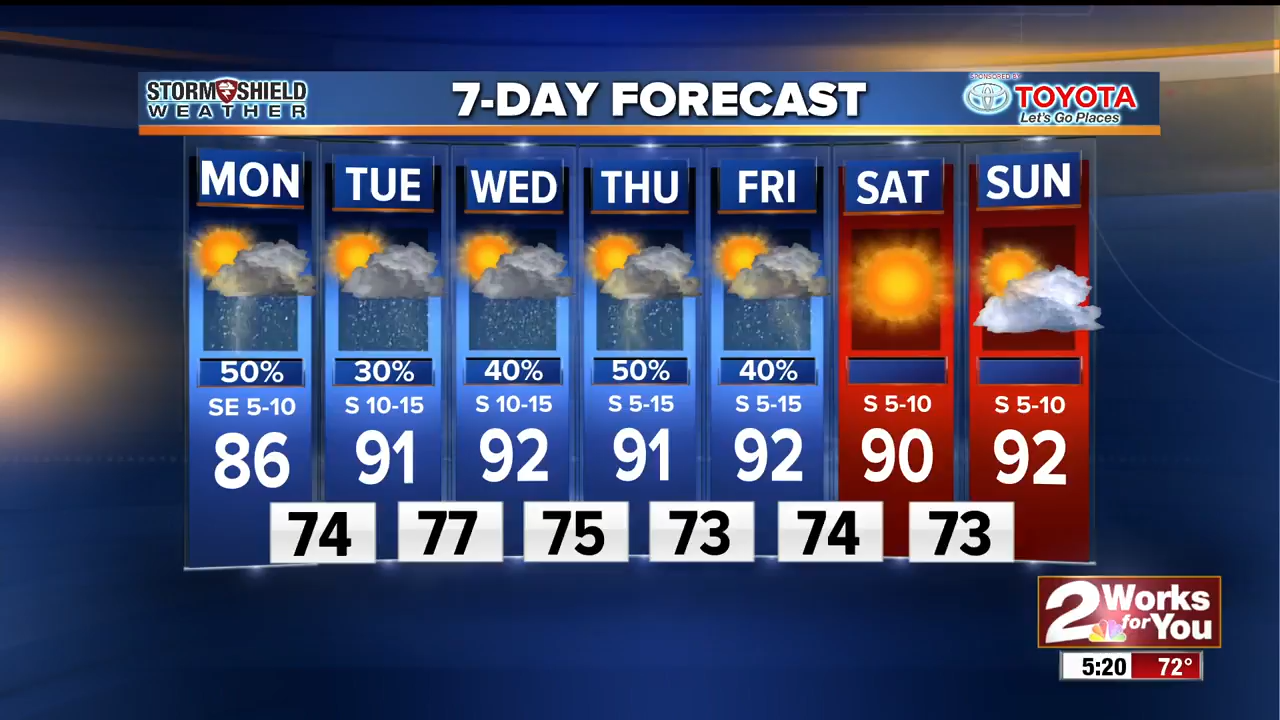 STORM SHIELD
WEATHER
7-DAY FORECAST
SPONSORED BY
TOYOTA
Let's Go Places
MON TUE WED THU FRI SAT SUN
50% 30% 40% 50% 40%
SE 5-10 S 10-15 S 10-15 S 5-15 S 5-15 S 5-10 S 5-10
86 91 92 91 92 90 92
74 77 75 73 74 73
2 Works
for You
5:20 72°